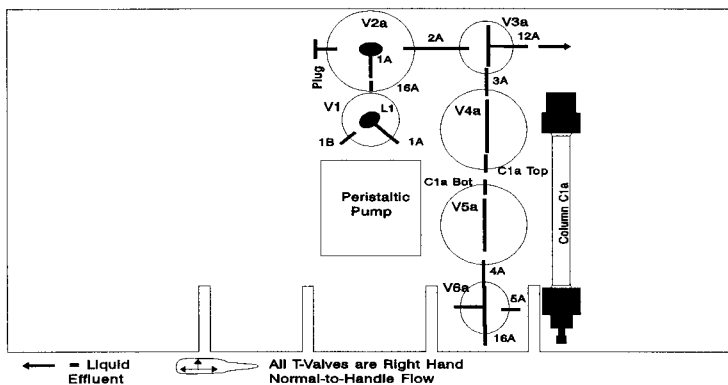 V2a
V3a
2A
12A
Plug
1A
16A
3A
V1
L1
V4a
1B
1A
C1a Top
C1a Bot
Peristaltic
Pump
V5a
Column C1a
4A
V6a
5A
16A
= Liquid
Effluent
All T-Valves are Right Hand
Normal-to-Handle Flow